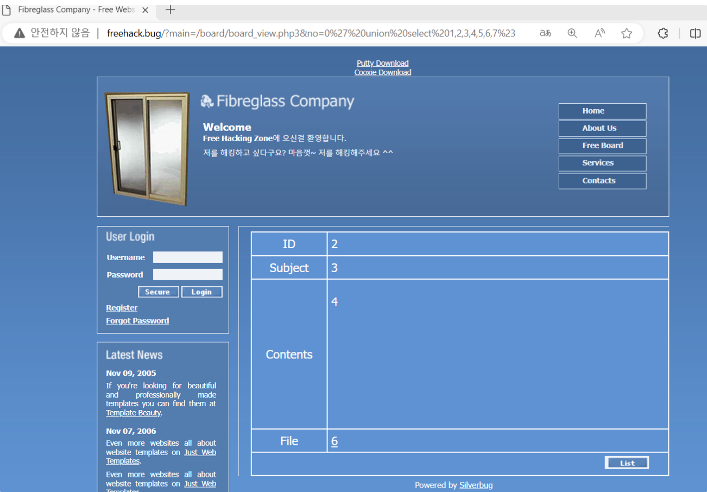 Fibreglass Company - Free Webs
안전하지 않음
freehack.bug/?main=/board/board_view.php3&no=0%27%20union%20select%201,2,3,4,5,6,7%23
Putty Download
Cooxie Download
Fibreglass Company
Welcome
Free Hacking Zone에 오신걸 환영합니다.
저를 해킹하고 싶다구요? 마음껏~ 저를 해킹해주세요 ^^
Home
About Us
Free Board
Services
Contacts
User Login
Username
Password
Secure Login
Register
Forgot Password
Latest News
Nov 09, 2005
If you're looking for beautiful
and professionally made
templates you can find them at
Template Beauty.
Nov 07, 2006
Even more websites all about
website templates on Just Web
Templates.
Even more websites all about
website templates on Just Web
ID 2
Subject 3
Contents 4
File 6
List
Powered by Silverbug